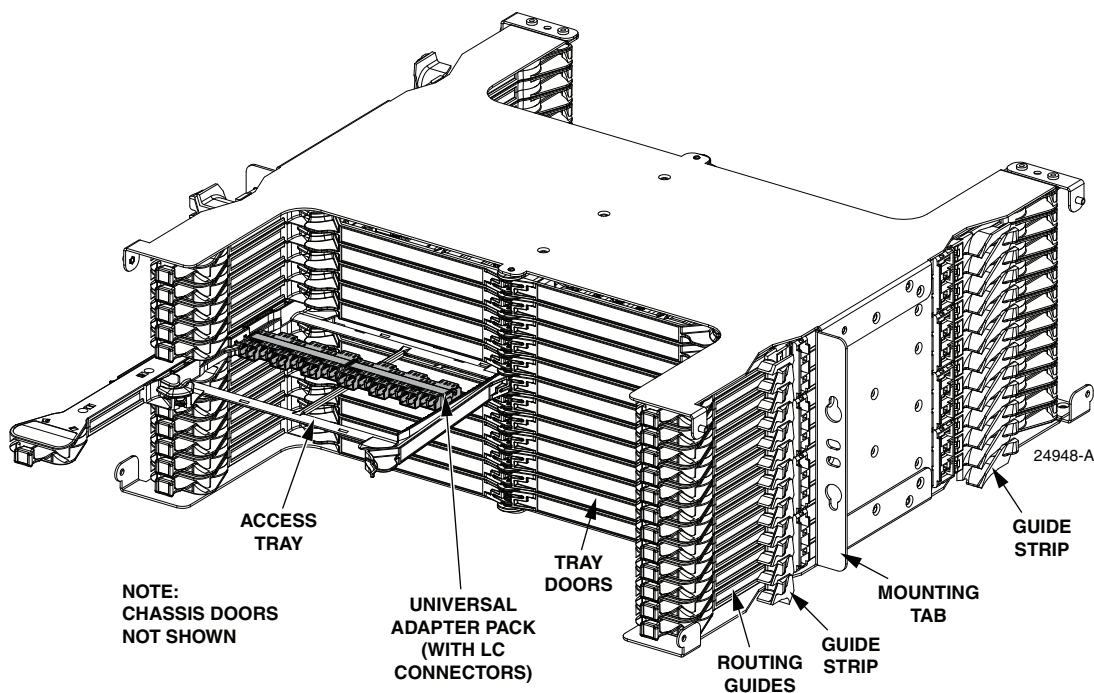 24948-A
ACCESS
TRAY
NOTE:
CHASSIS DOORS
NOT SHOWN
UNIVERSAL
ADAPTER PACK
(WITH LC
CONNECTORS)
TRAY
DOORS
ROUTING
GUIDES
GUIDE
STRIP
MOUNTING
TAB
GUIDE
STRIP